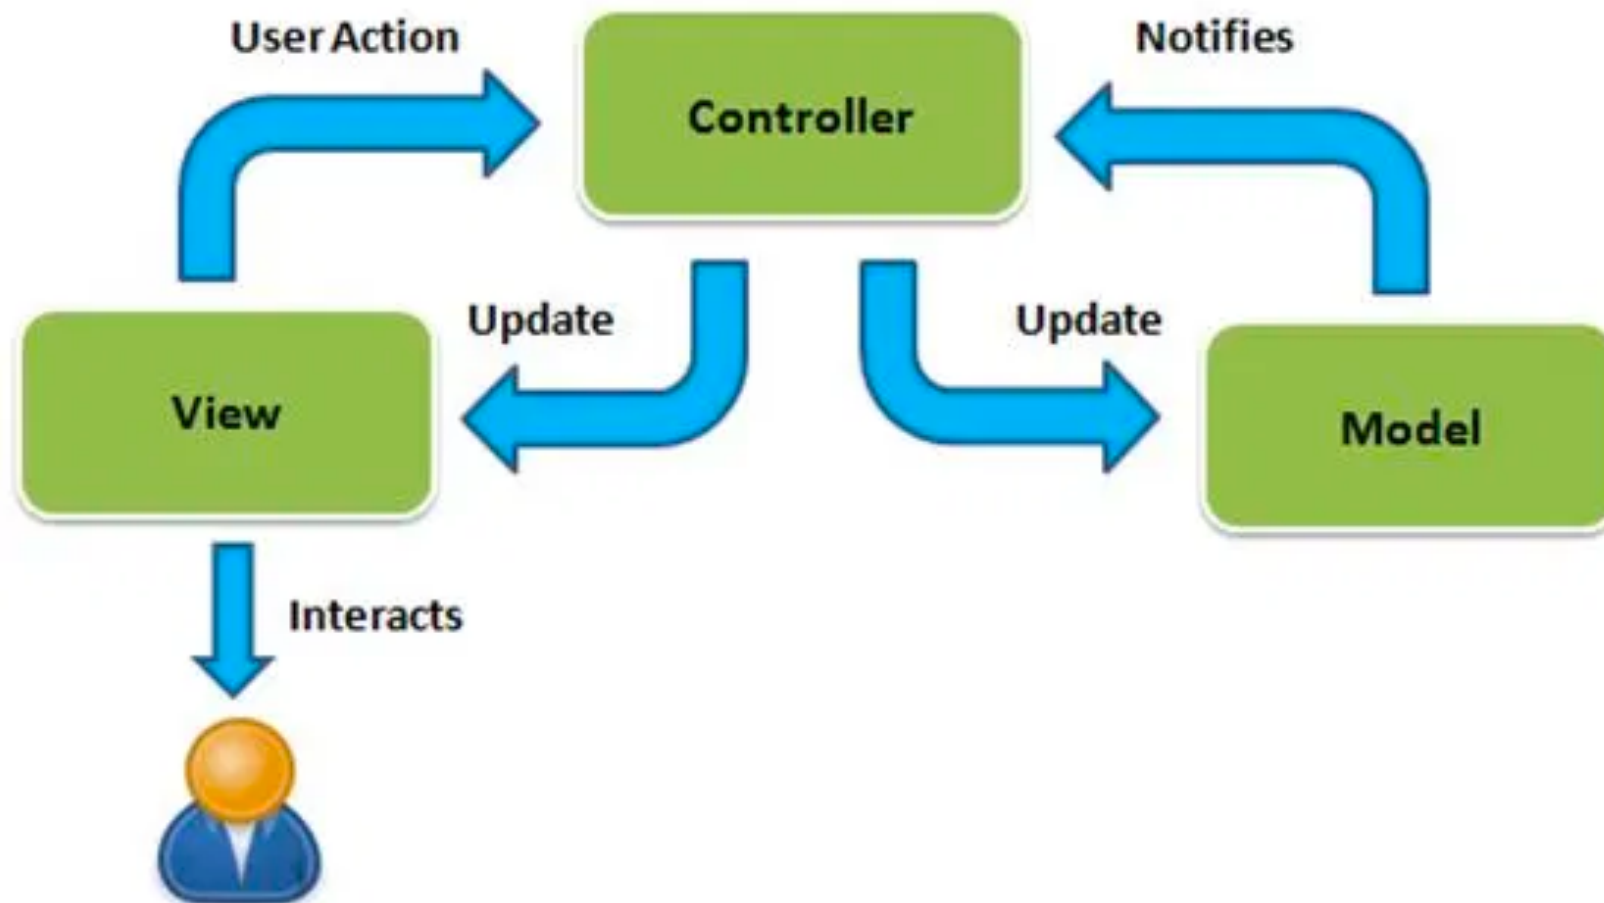 User Action
Notifies
Controller
Update
Update
View
Model
Interacts